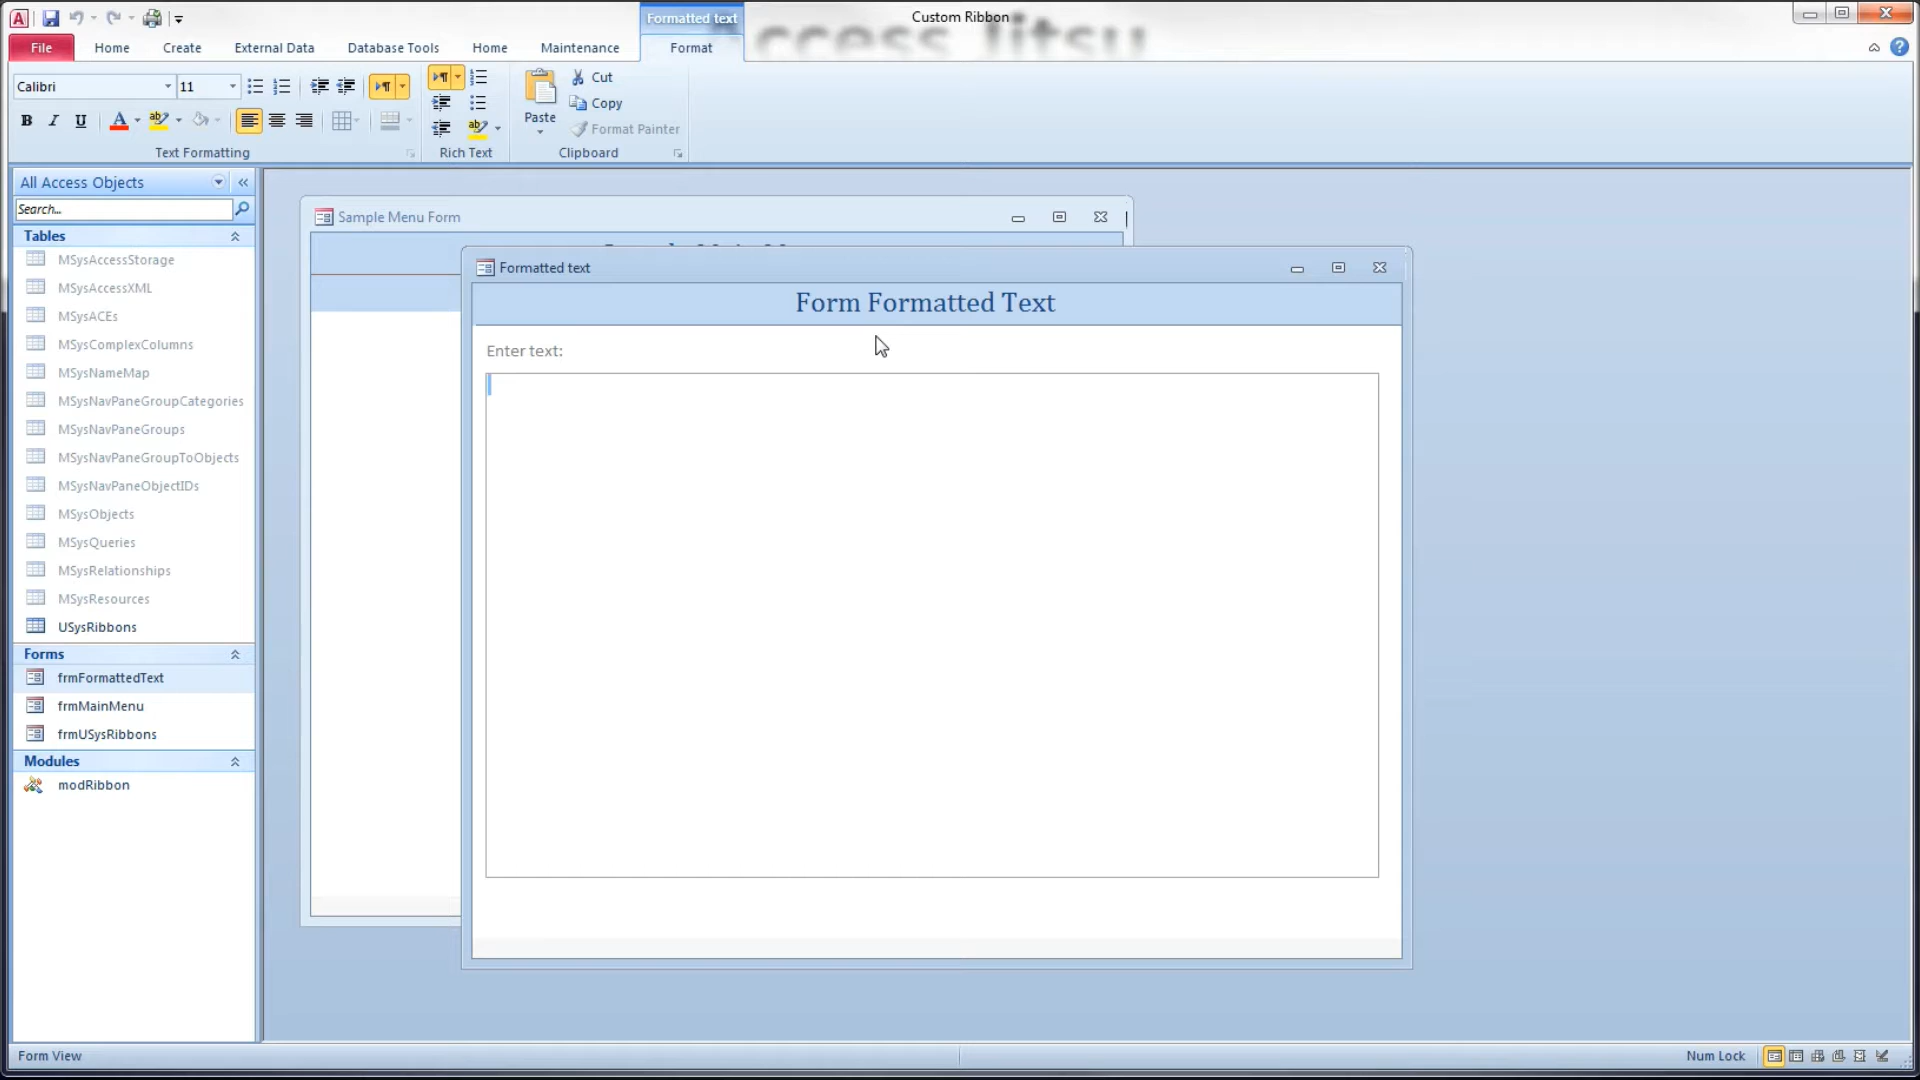 Formatted text
Custom Ribbon
Access Jitsu
File
Home
Create
External Data
Database Tools
Home
Maintenance
Format
Calibri
11
B I U
A
ab
Text Formatting
Rich Text
Paste
Cut
Copy
Format Painter
Clipboard
All Access Objects
Search...
Tables
MSysAccessStorage
MSysAccessXML
MSysACEs
MSysComplexColumns
MSysNameMap
MSysNavPaneGroupCategories
MSysNavPaneGroups
MSysNavPaneGroupToObjects
MSysNavPaneObjectIDs
MSysObjects
MSysQueries
MSysRelationships
MSysResources
USysRibbons
Forms
frmFormattedText
frmMainMenu
frmUSysRibbons
Modules
modRibbon
Sample Menu Form
Formatted text
Form Formatted Text
Enter text:
Form View
Num Lock